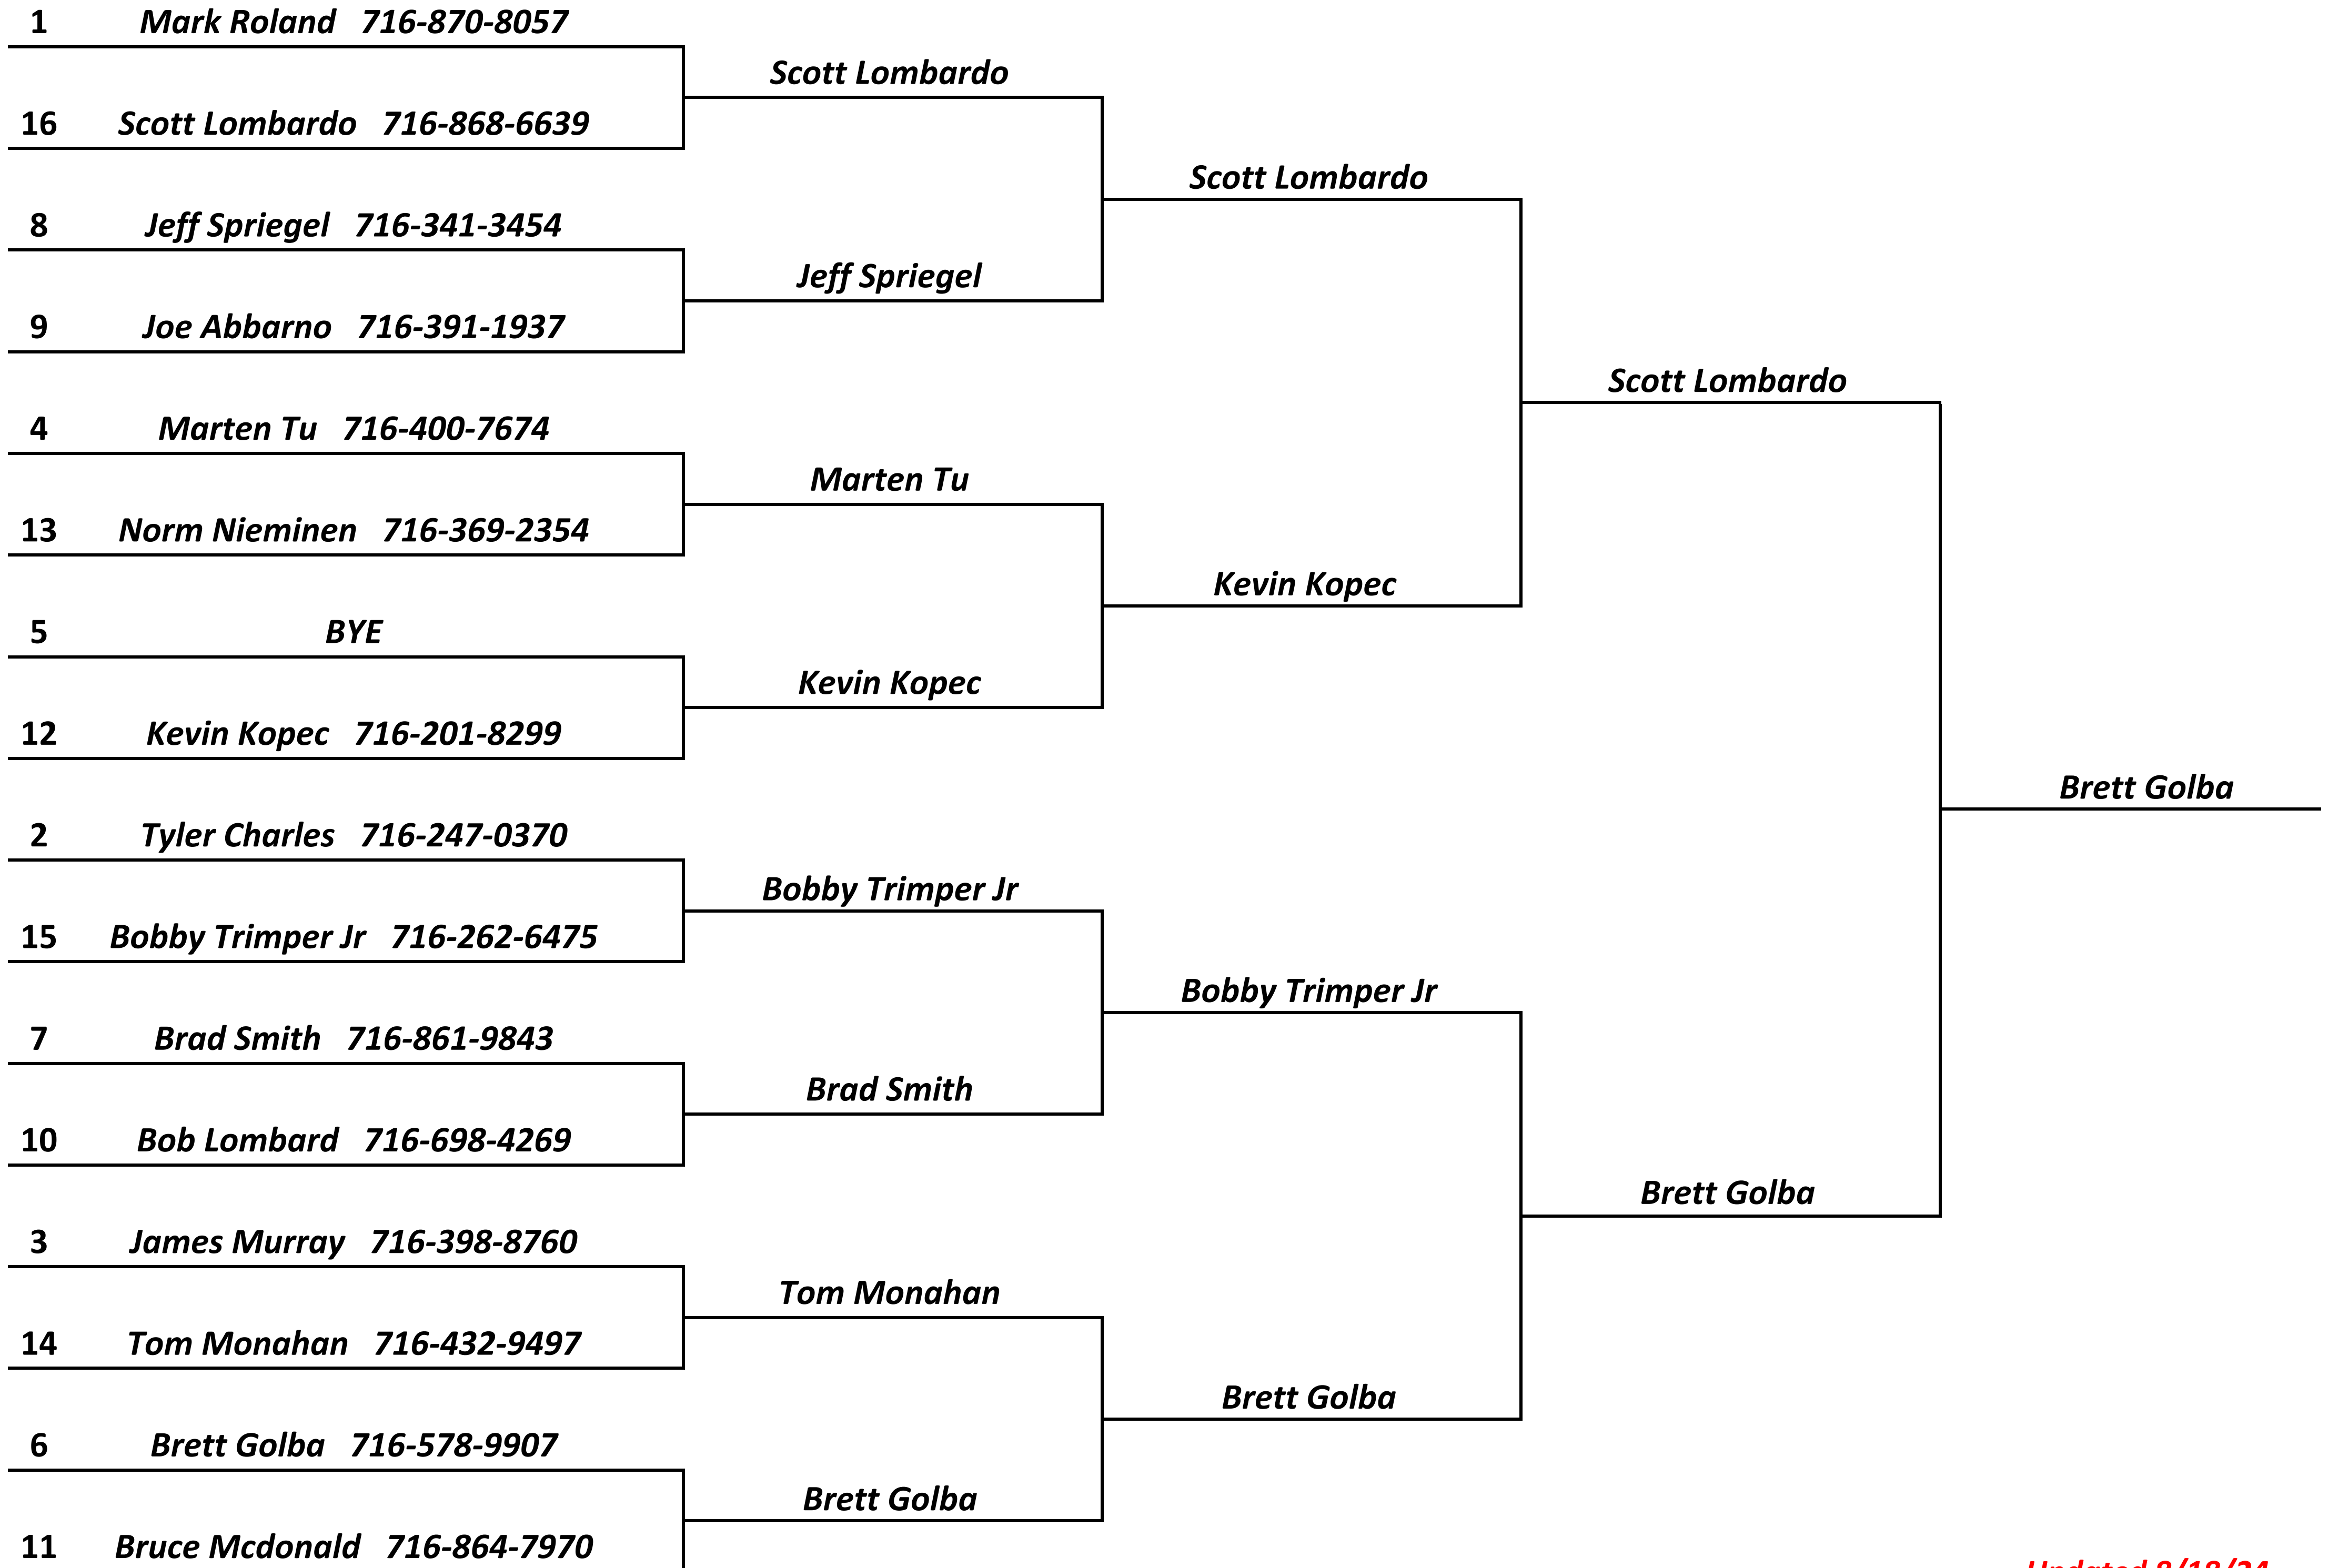 1 Mark Roland 716-870-8057
Scott Lombardo
16 Scott Lombardo 716-868-6639
Scott Lombardo
8 Jeff Spriegel 716-341-3454
Jeff Spriegel
9 Joe Abbarno 716-391-1937
Scott Lombardo
4 Marten Tu 716-400-7674
Marten Tu
13 Norm Nieminen 716-369-2354
Kevin Kopec
5 BYE
Kevin Kopec
12 Kevin Kopec 716-201-8299
Brett Golba
2 Tyler Charles 716-247-0370
Bobby Trimper Jr
15 Bobby Trimper Jr 716-262-6475
Bobby Trimper Jr
7 Brad Smith 716-861-9843
Brad Smith
10 Bob Lombard 716-698-4269
Brett Golba
3 James Murray 716-398-8760
Tom Monahan
14 Tom Monahan 716-432-9497
Brett Golba
6 Brett Golba 716-578-9907
Brett Golba
11 Bruce Mcdonald 716-864-7970
Updated 8/18/24